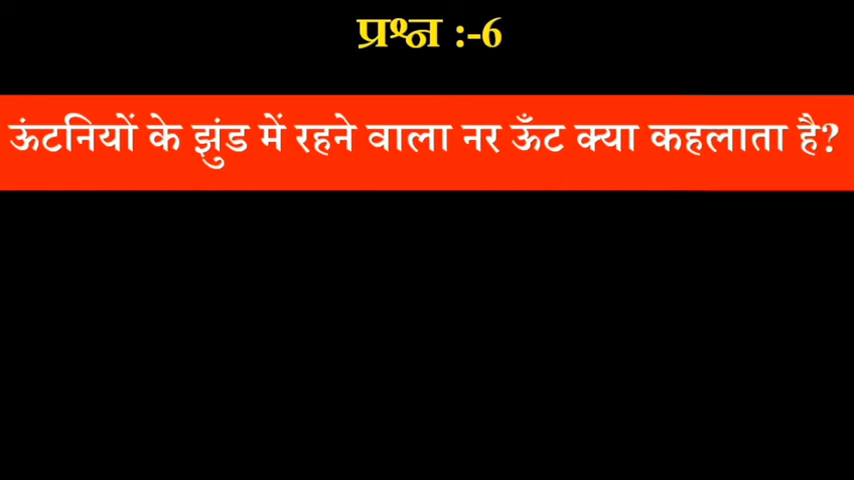 प्रश्न :-6
ऊंटनियों के झुंड में रहने वाला नर ऊँट क्या कहलाता है?